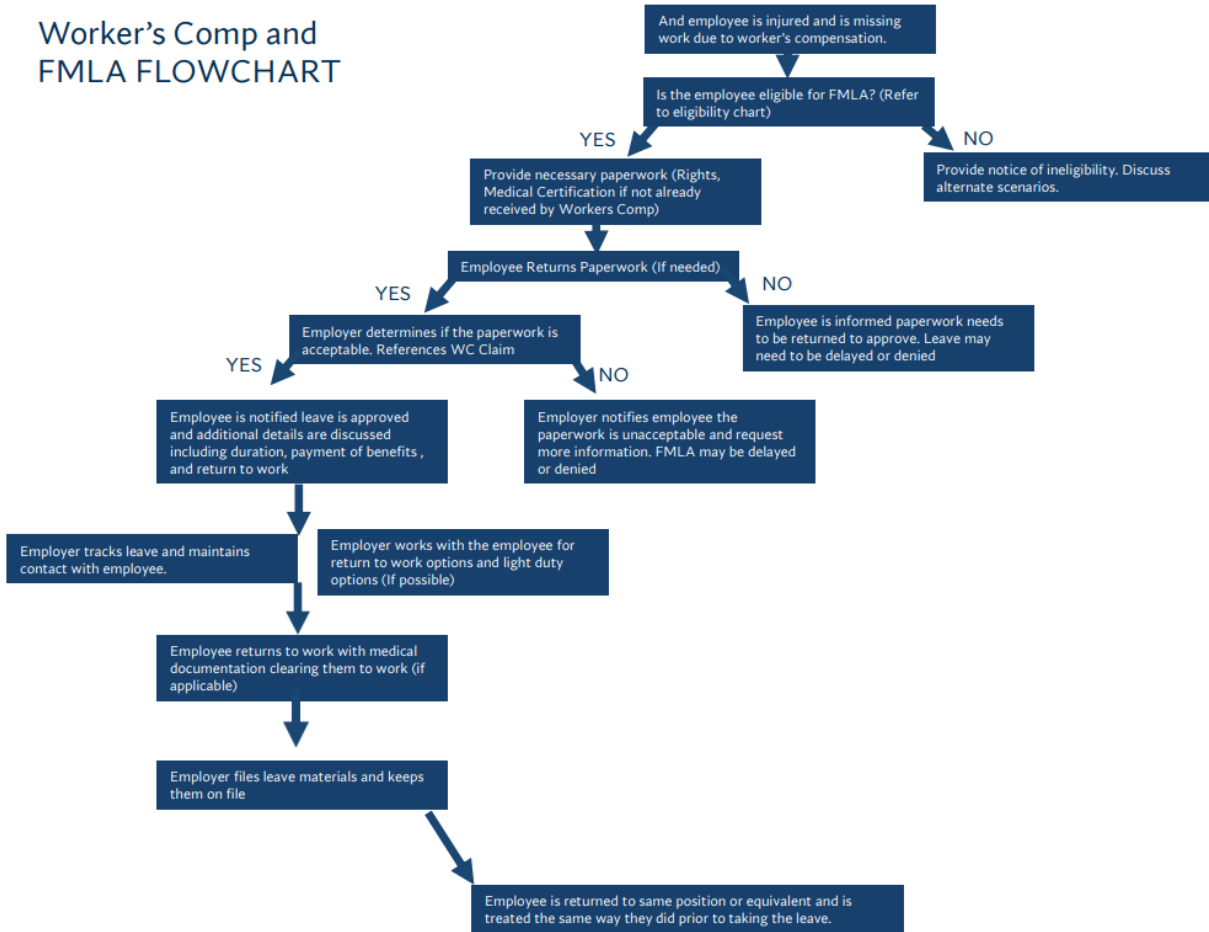 Worker's Comp and
FMLA FLOWCHART
And employee is injured and is missing
work due to worker's compensation.
Is the employee eligible for FMLA? (Refer
to eligibility chart)
YES
NO
Provide necessary paperwork (Rights,
Medical Certification if not already
received by Workers Comp)
Provide notice of ineligibility. Discuss
alternate scenarios.
Employee Returns Paperwork (If needed)
YES
NO
Employer determines if the paperwork is
acceptable. References WC Claim
Employee is informed paperwork needs
to be returned to approve. Leave may
need to be delayed or denied
YES
NO
Employee is notified leave is approved
and additional details are discussed
including duration, payment of benefits ,
and return to work
Employer notifies employee the
paperwork is unacceptable and request
more information. FMLA may be delayed
or denied
Employer tracks leave and maintains
contact with employee.
Employer works with the employee for
return to work options and light duty
options (If possible)
Employee returns to work with medical
documentation clearing them to work (if
applicable)
Employer files leave materials and keeps
them on file
Employee is returned to same position or equivalent and is
treated the same way they did prior to taking the leave.